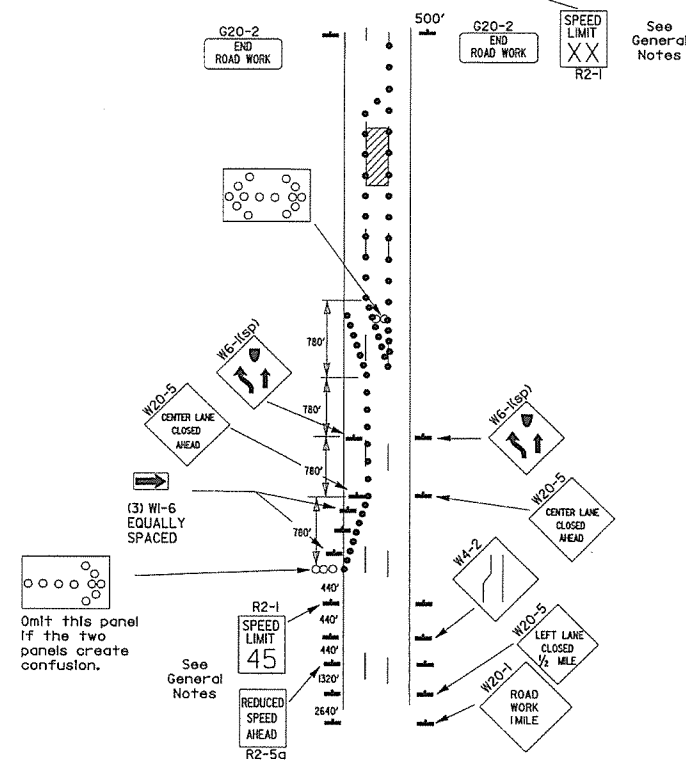 G20-2
END
ROAD WORK
500'
G20-2
END
ROAD WORK
SPEED
LIMIT
XX
R2-1
See
General
Notes
W6-1(sp)
780'
W20-5
CENTER LANE
CLOSED
AHEAD
780'
W6-1(sp)
780'
(3) W1-6
EQUALLY
SPACED
780'
W20-5
CENTER LANE
CLOSED
AHEAD
W4-2
Omit this panel
if the two
panels create
confusion.
R2-1
SPEED
LIMIT
45
440'
440'
440'
1320'
2640'
See
General
Notes
REDUCED
SPEED
AHEAD
R2-5a
W20-5
LEFT LANE
CLOSED
1/2 MILE
W20-1
ROAD
WORK
1 MILE